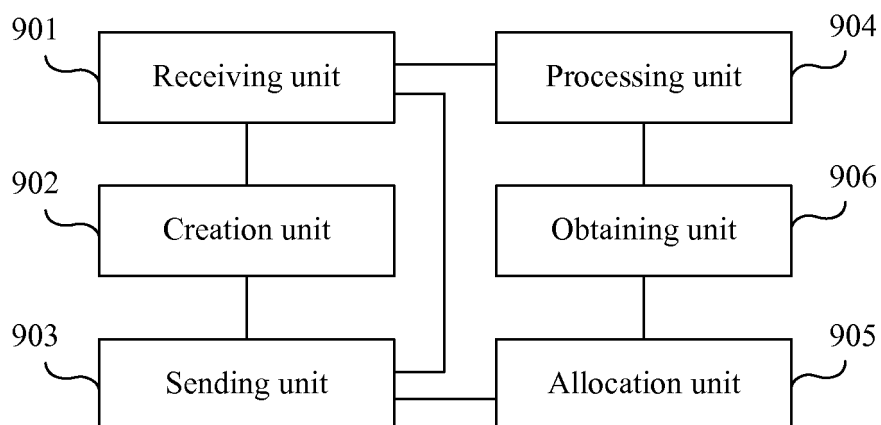 901
Receiving unit
904
Processing unit
902
Creation unit
906
Obtaining unit
903
Sending unit
905
Allocation unit